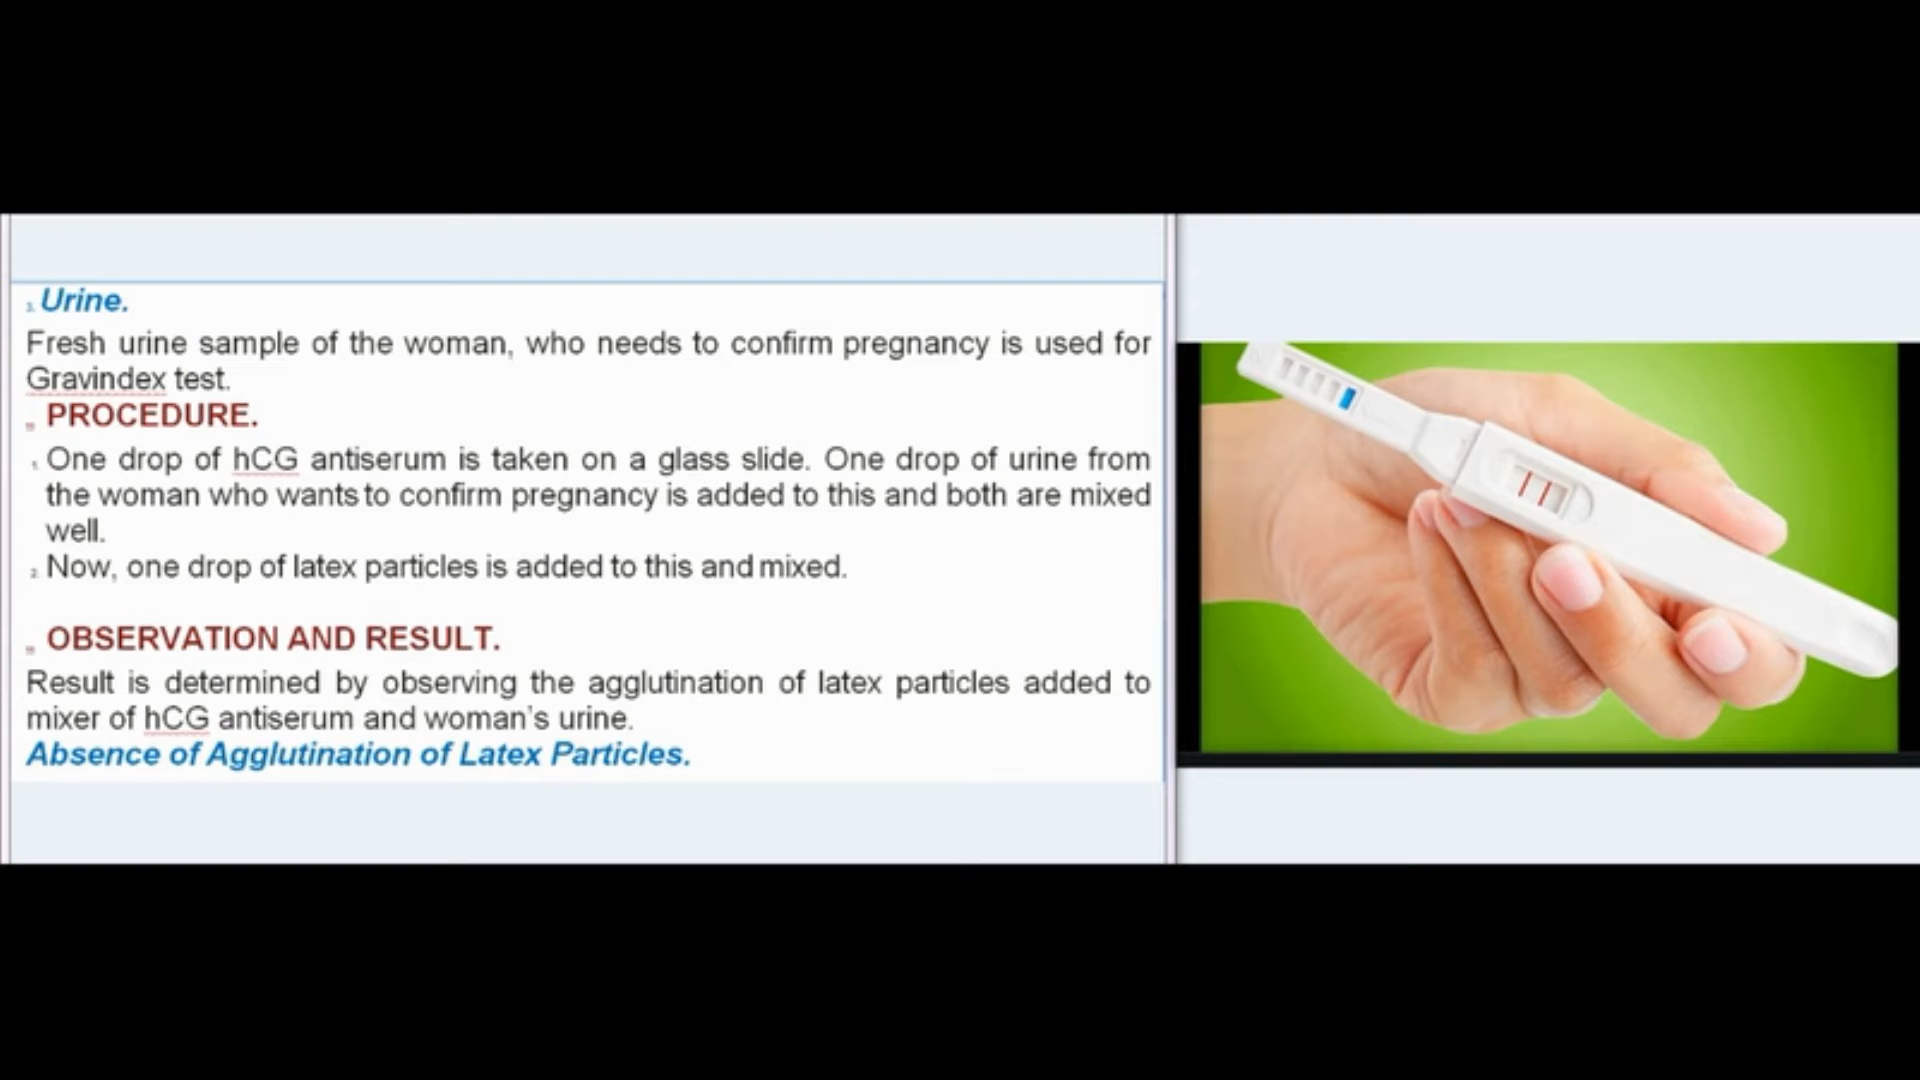 3. Urine.
Fresh urine sample of the woman, who needs to confirm pregnancy is used for
Gravindex test.
PROCEDURE.
1. One drop of hCG antiserum is taken on a glass slide. One drop of urine from
the woman who wants to confirm pregnancy is added to this and both are mixed
well.
2. Now, one drop of latex particles is added to this and mixed.
OBSERVATION AND RESULT.
Result is determined by observing the agglutination of latex particles added to
mixer of hCG antiserum and woman's urine.
Absence of Agglutination of Latex Particles.